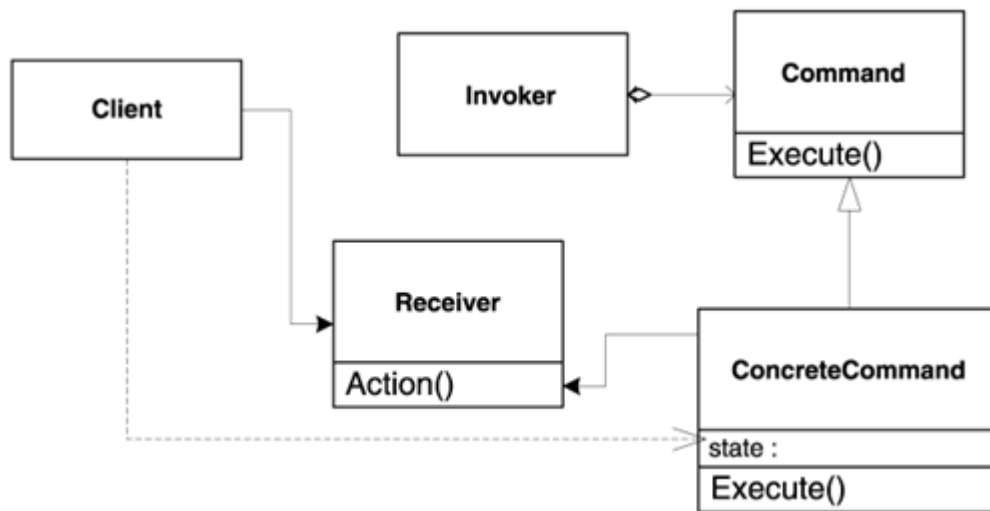 Client
Invoker
Command
Execute()
Receiver
Action()
ConcreteCommand
state :
Execute()